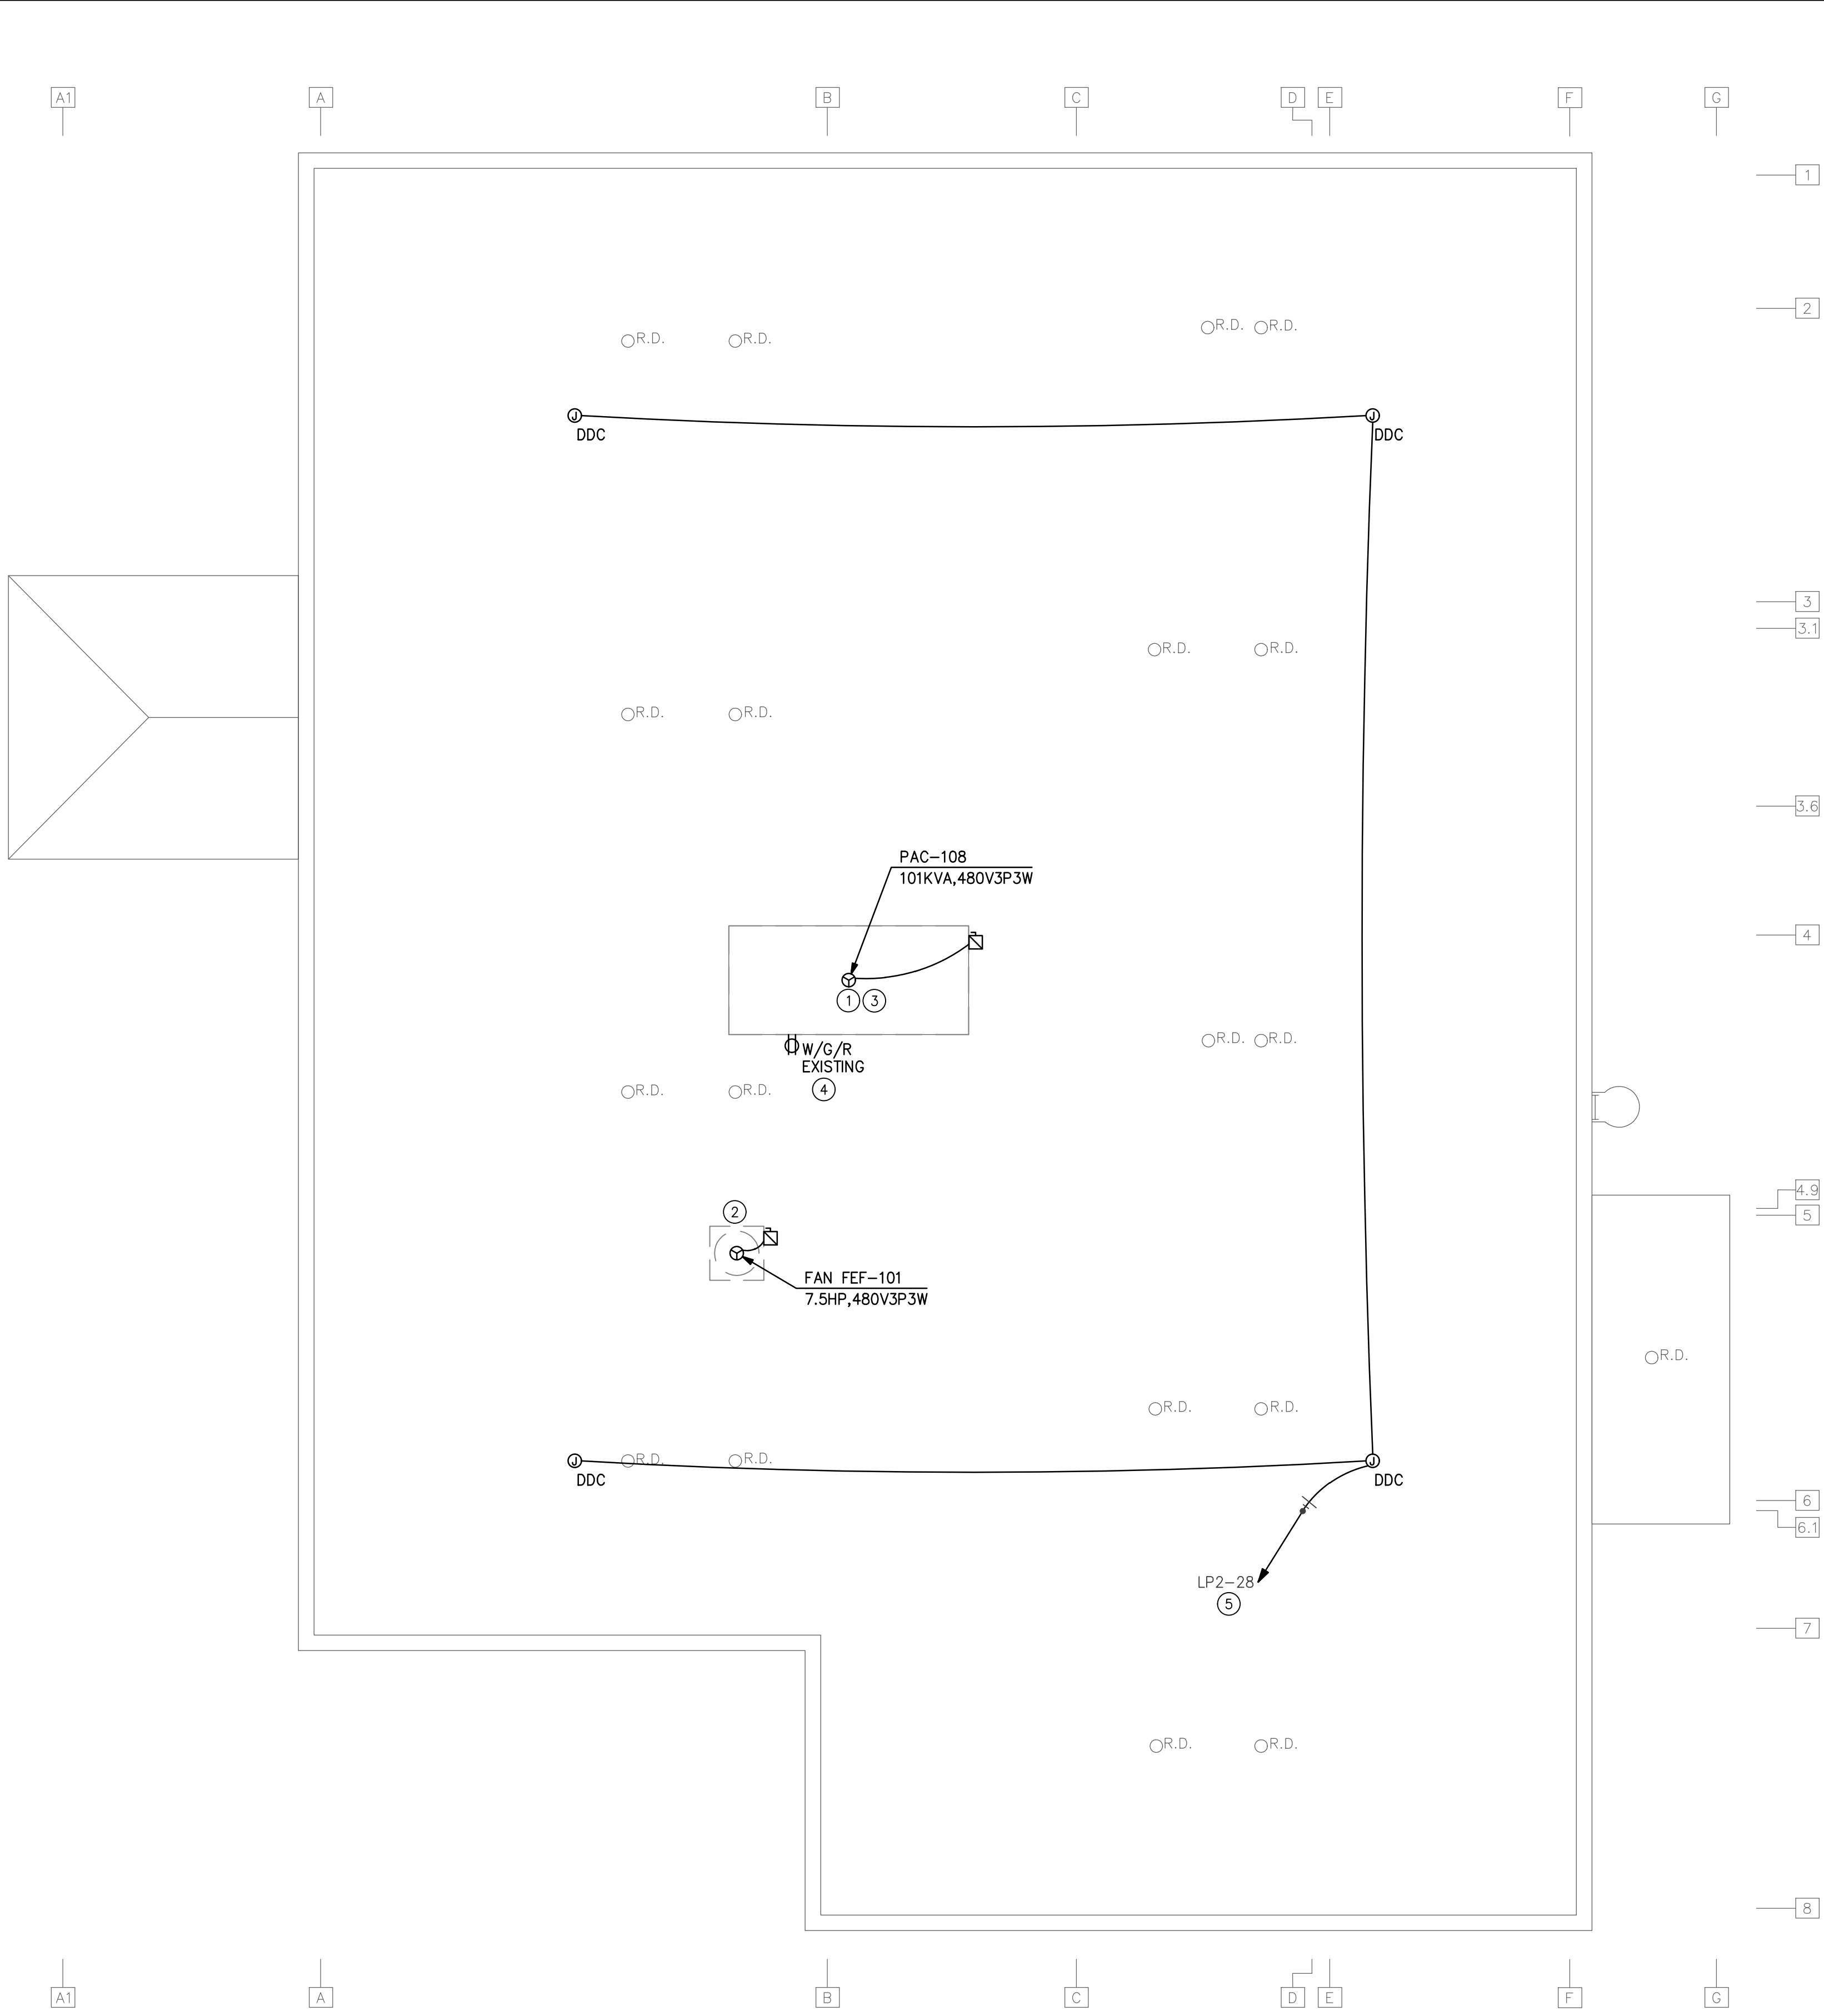 A1 A B C D E F G
1
2
R.D. R.D. R.D. R.D.
J J
DDC DDC
3
3.1
R.D. R.D.
R.D. R.D.
3.6
PAC-108
101KVA,480V3P3W
4
1 3
R.D. R.D.
W/G/R
EXISTING
4
R.D. R.D.
4.9
5
2
FAN FEF-101
7.5HP,480V3P3W
R.D.
R.D. R.D.
R.D. R.D.
J J
DDC DDC
6
6.1
LP2-28
5
7
R.D. R.D.
8
A1 A B C D E F G